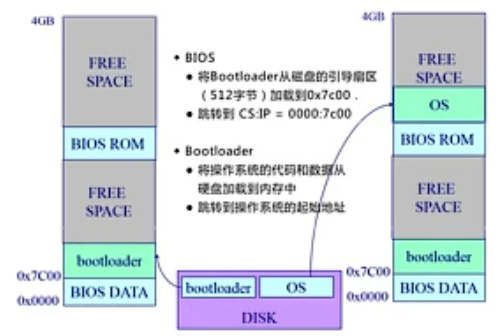 4GB
FREE
SPACE
BIOS ROM
FREE
SPACE
bootloader
0x7C00
BIOS DATA
0x0000
• BIOS
• 将Bootloader从磁盘的引导扇区
（512字节）加载到0x7c00．
• 跳转到 CS:IP = 0000:7c00
• Bootloader
• 将操作系统的代码和数据从
硬盘加载到内存中
• 跳转到操作系统的起始地址
bootloader
OS
DISK
4GB
FREE
SPACE
OS
BIOS ROM
FREE
SPACE
bootloader
0x7C00
BIOS DATA
0x0000